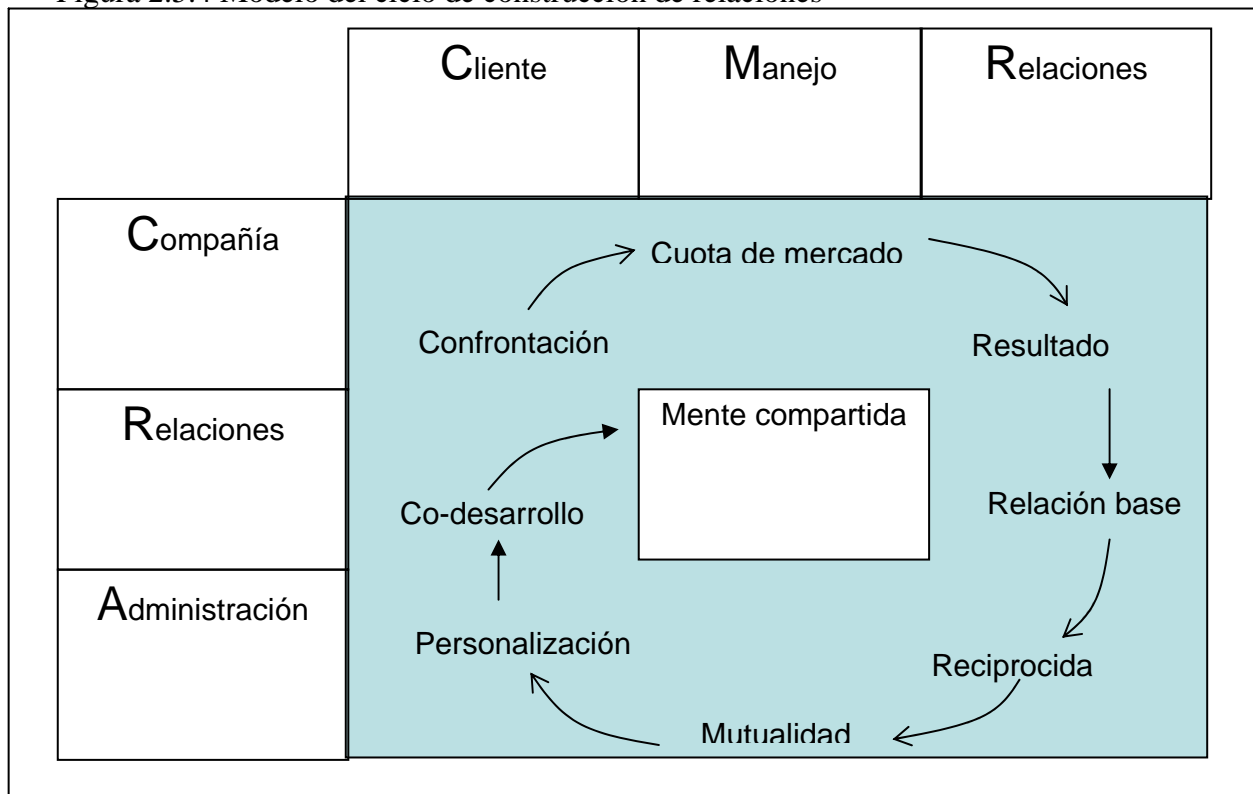 Figura 2.3.4 Modelo del ciclo de construcción de relaciones
Cliente
Manejo
Relaciones
Compañía
Cuota de mercado
Confrontación
Resultado
Relaciones
Mente compartida
Co-desarrollo
Relación base
Administración
Personalización
Reciprocida
Mutualidad